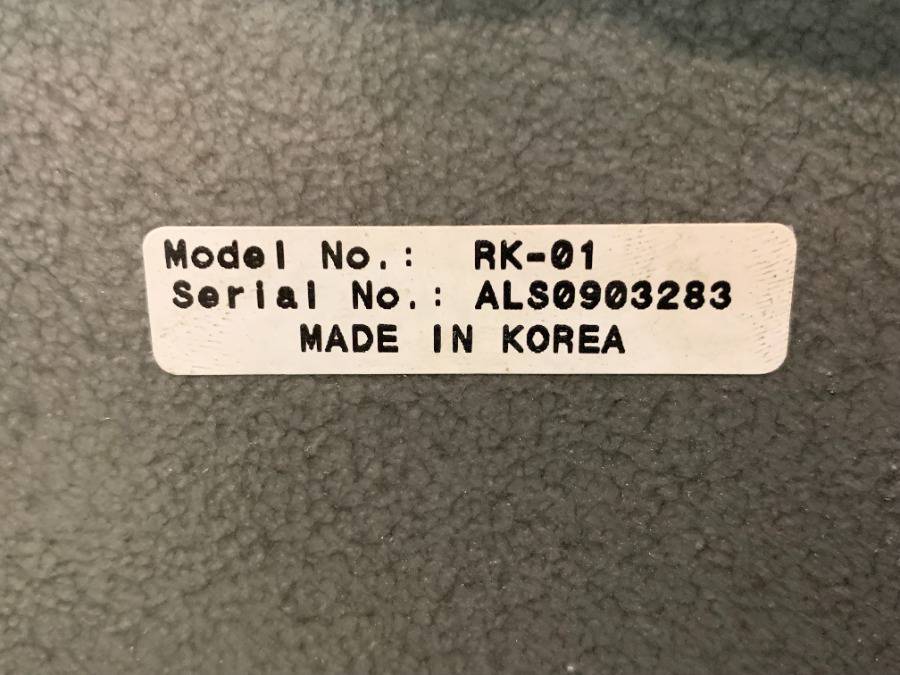 Model No.: RK-01
Serial No.: ALS0903283
MADE IN KOREA